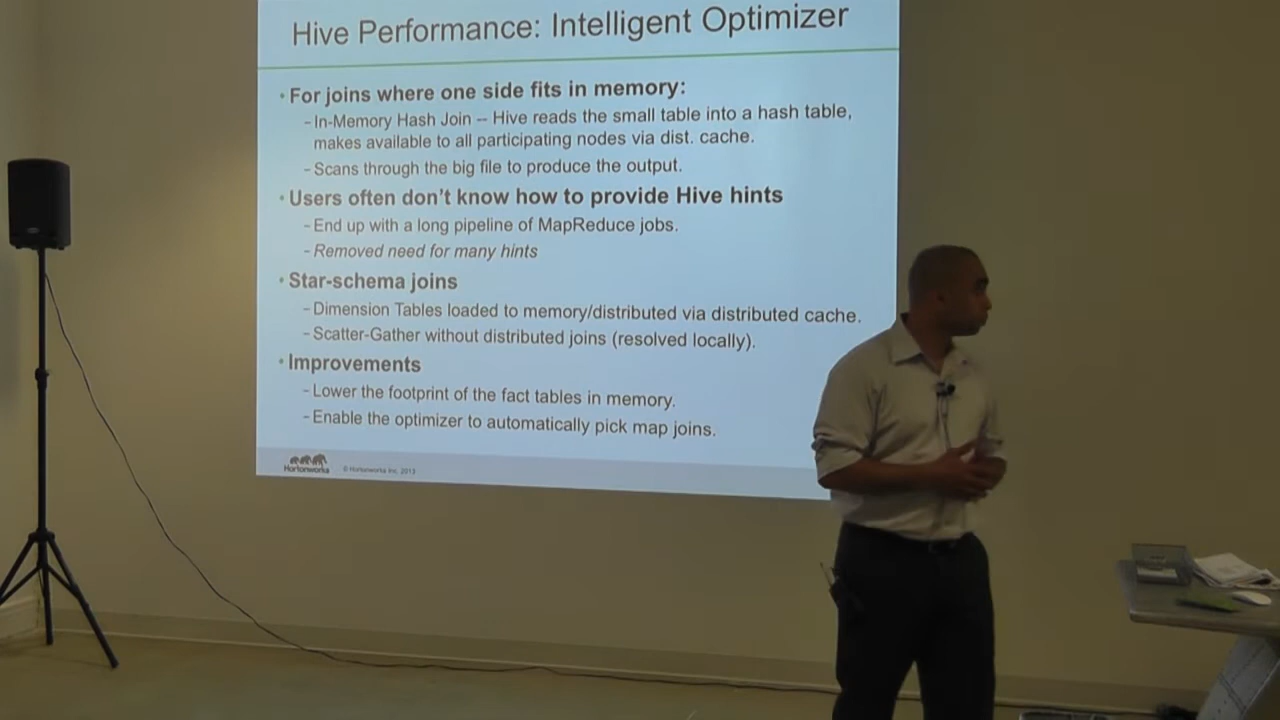 Hive Performance: Intelligent Optimizer
• For joins where one side fits in memory:
– In-Memory Hash Join – Hive reads the small table into a hash table,
makes available to all participating nodes via dist. cache.
– Scans through the big file to produce the output.
• Users often don't know how to provide Hive hints
– End up with a long pipeline of MapReduce jobs.
– Removed need for many hints
• Star-schema joins
– Dimension Tables loaded to memory/distributed via distributed cache.
– Scatter-Gather without distributed joins (resolved locally).
• Improvements
– Lower the footprint of the fact tables in memory.
– Enable the optimizer to automatically pick map joins.
Hortonworks
© Hortonworks Inc. 2013